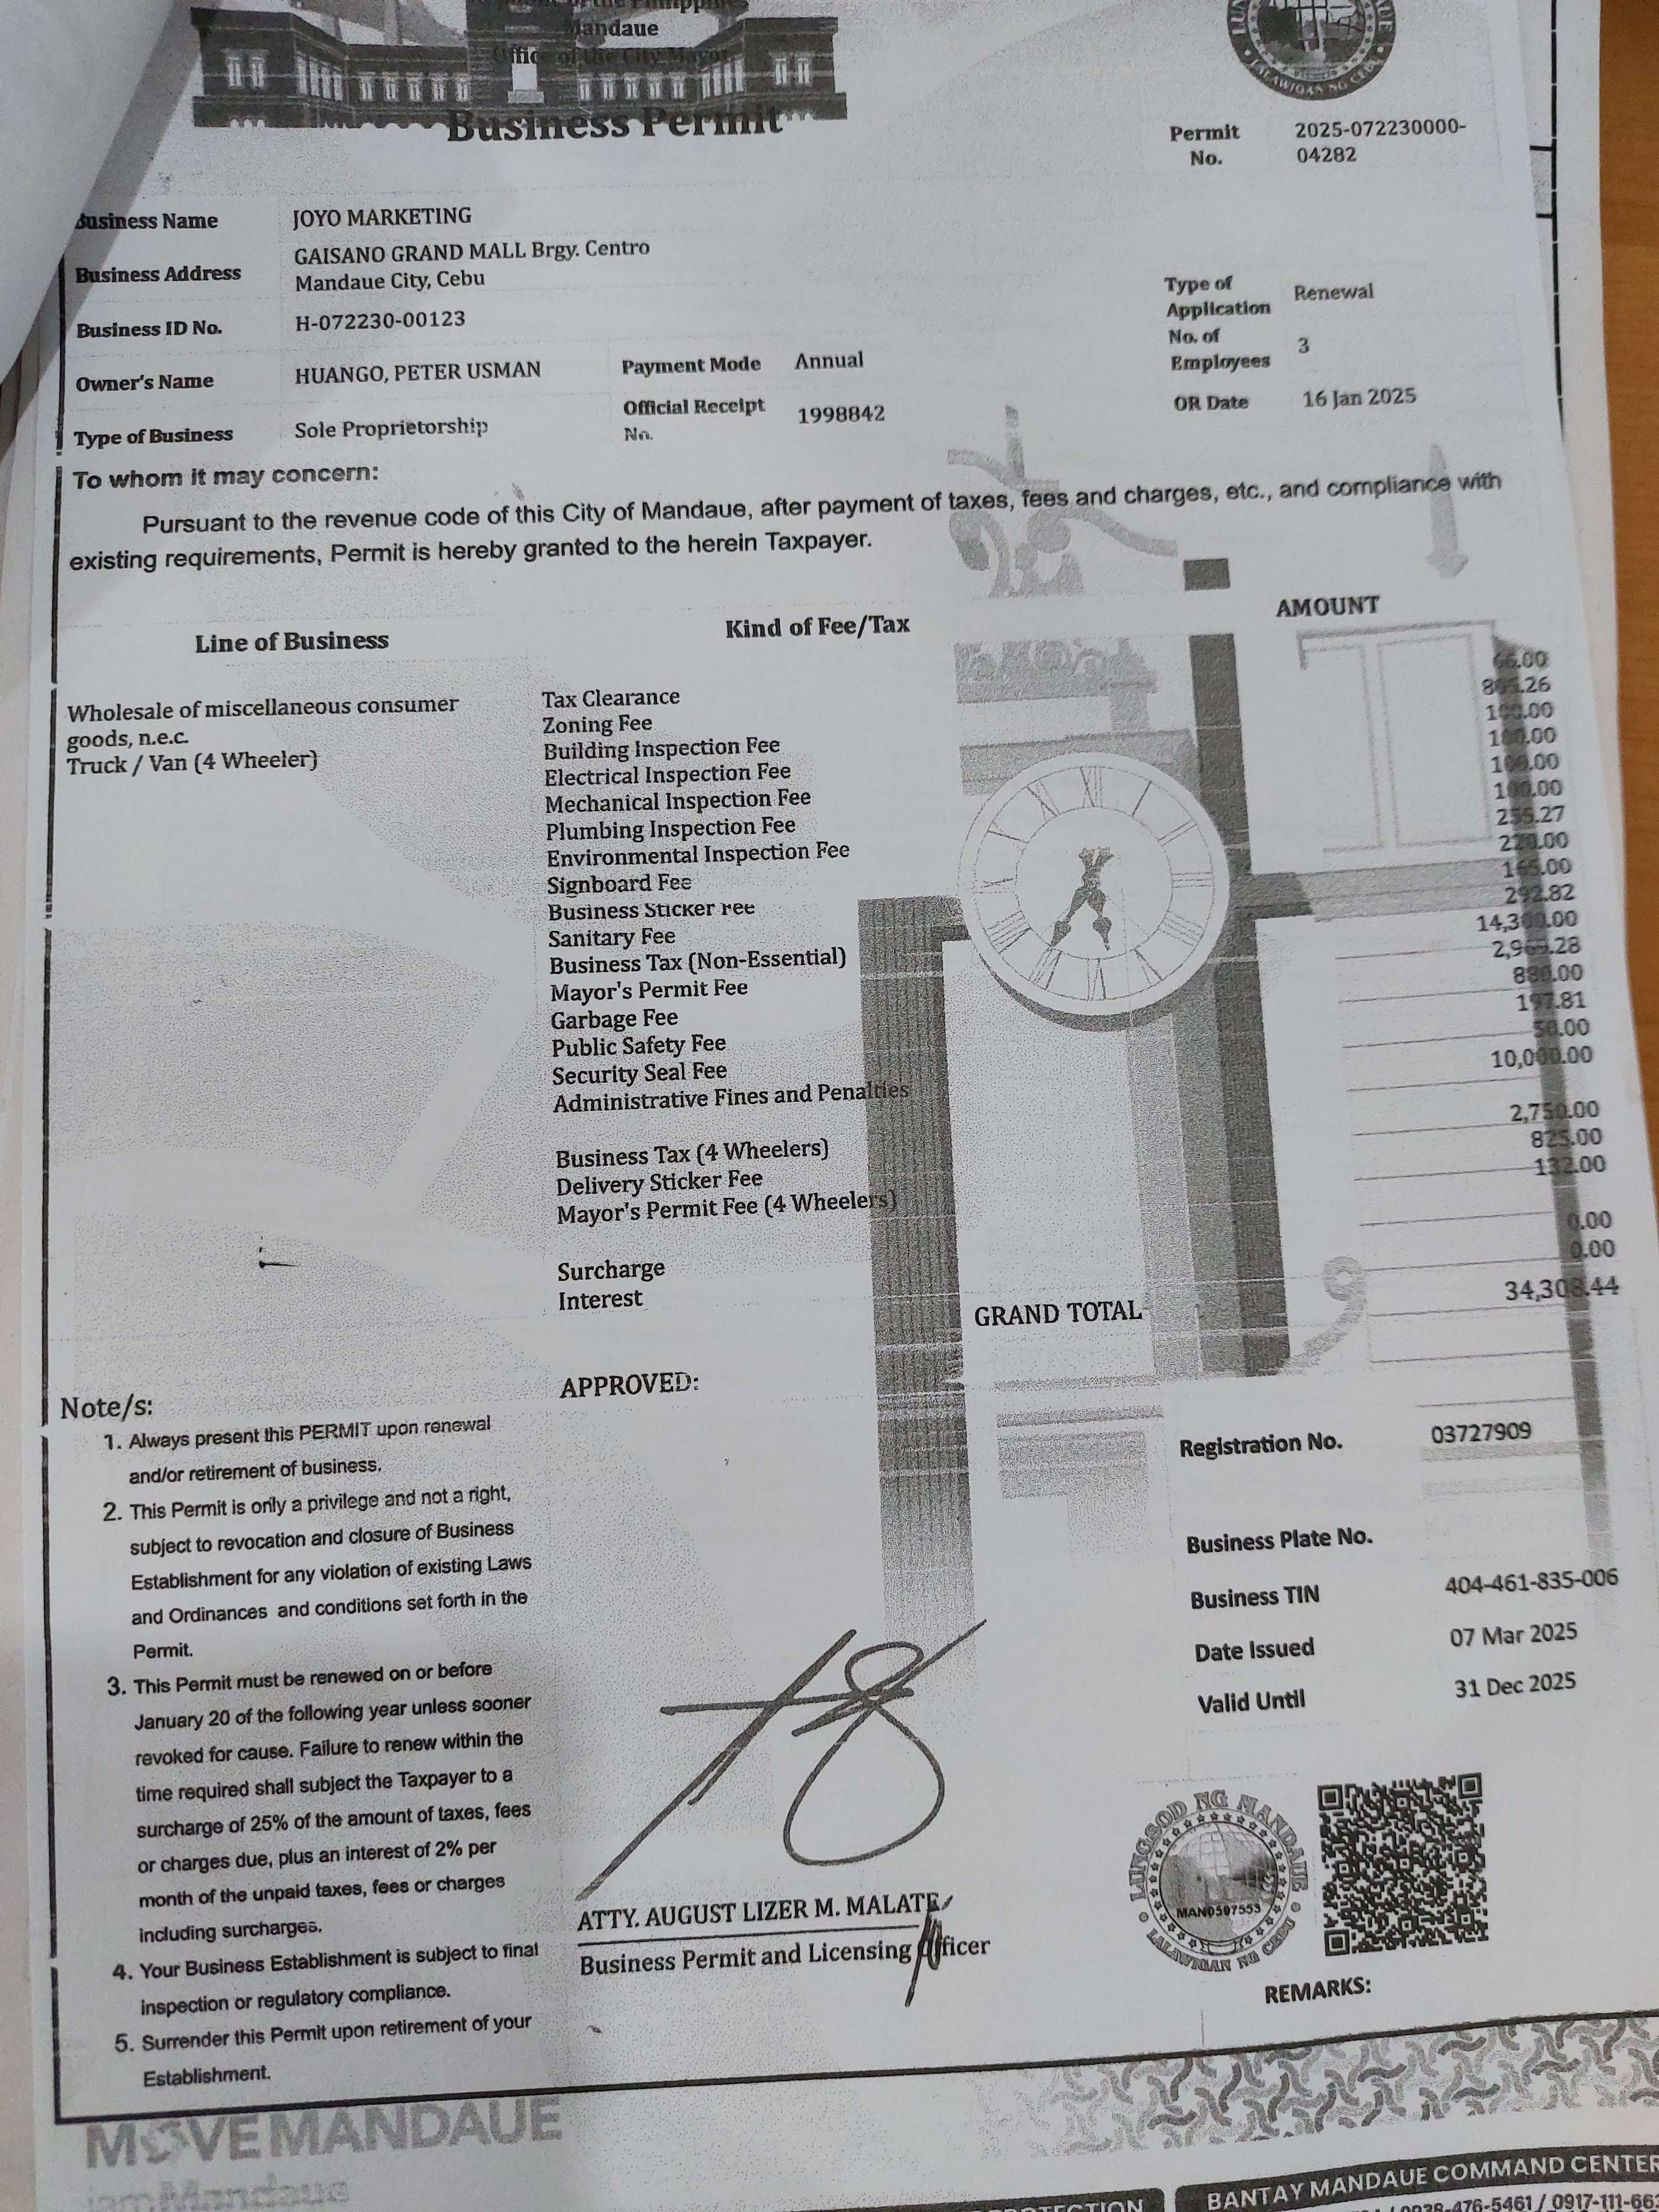 of the Philippines
Mandaue
Office of the City Mayor
Business Permit
LALAWIGAN NG CEBU
Permit No. 2025-072230000-04282
Business Name JOYO MARKETING
Business Address GAISANO GRAND MALL Brgy. Centro
Mandaue City, Cebu
Business ID No. H-072230-00123
Type of Application Renewal
Owner's Name HUANGO, PETER USMAN Payment Mode Annual
No. of Employees 3
Type of Business Sole Proprietorship Official Receipt No. 1998842
OR Date 16 Jan 2025
To whom it may concern:
Pursuant to the revenue code of this City of Mandaue, after payment of taxes, fees and charges, etc., and compliance with
existing requirements, Permit is hereby granted to the herein Taxpayer.
Line of Business Kind of Fee/Tax AMOUNT
Wholesale of miscellaneous consumer
goods, n.e.c.
Truck / Van (4 Wheeler)
Tax Clearance 66.00
Zoning Fee 805.26
Building Inspection Fee 100.00
Electrical Inspection Fee 100.00
Mechanical Inspection Fee 100.00
Plumbing Inspection Fee 100.00
Environmental Inspection Fee 255.27
Signboard Fee 220.00
Business Sticker Fee 165.00
Sanitary Fee 292.82
Business Tax (Non-Essential) 14,300.00
Mayor's Permit Fee 2,969.28
Garbage Fee 880.00
Public Safety Fee 197.81
Security Seal Fee 50.00
Administrative Fines and Penalties 10,000.00
Business Tax (4 Wheelers) 2,750.00
Delivery Sticker Fee 825.00
Mayor's Permit Fee (4 Wheelers) 132.00
Surcharge 0.00
Interest 0.00
GRAND TOTAL 34,308.44
APPROVED:
Note/s:
1. Always present this PERMIT upon renewal
and/or retirement of business.
2. This Permit is only a privilege and not a right,
subject to revocation and closure of Business
Establishment for any violation of existing Laws
and Ordinances and conditions set forth in the
Permit.
3. This Permit must be renewed on or before
January 20 of the following year unless sooner
revoked for cause. Failure to renew within the
time required shall subject the Taxpayer to a
surcharge of 25% of the amount of taxes, fees
or charges due, plus an interest of 2% per
month of the unpaid taxes, fees or charges
including surcharges.
4. Your Business Establishment is subject to final
inspection or regulatory compliance.
5. Surrender this Permit upon retirement of your
Establishment.
Registration No. 03727909
Business Plate No.
Business TIN 404-461-835-006
Date Issued 07 Mar 2025
Valid Until 31 Dec 2025
ATTY. AUGUST LIZER M. MALATE
Business Permit and Licensing Officer
LUNGSOD NG MANDAUE
MAN0597553
LALAWIGAN NG CEBU
REMARKS:
MOVE MANDAUE
BANTAY MANDAUE COMMAND CENTER